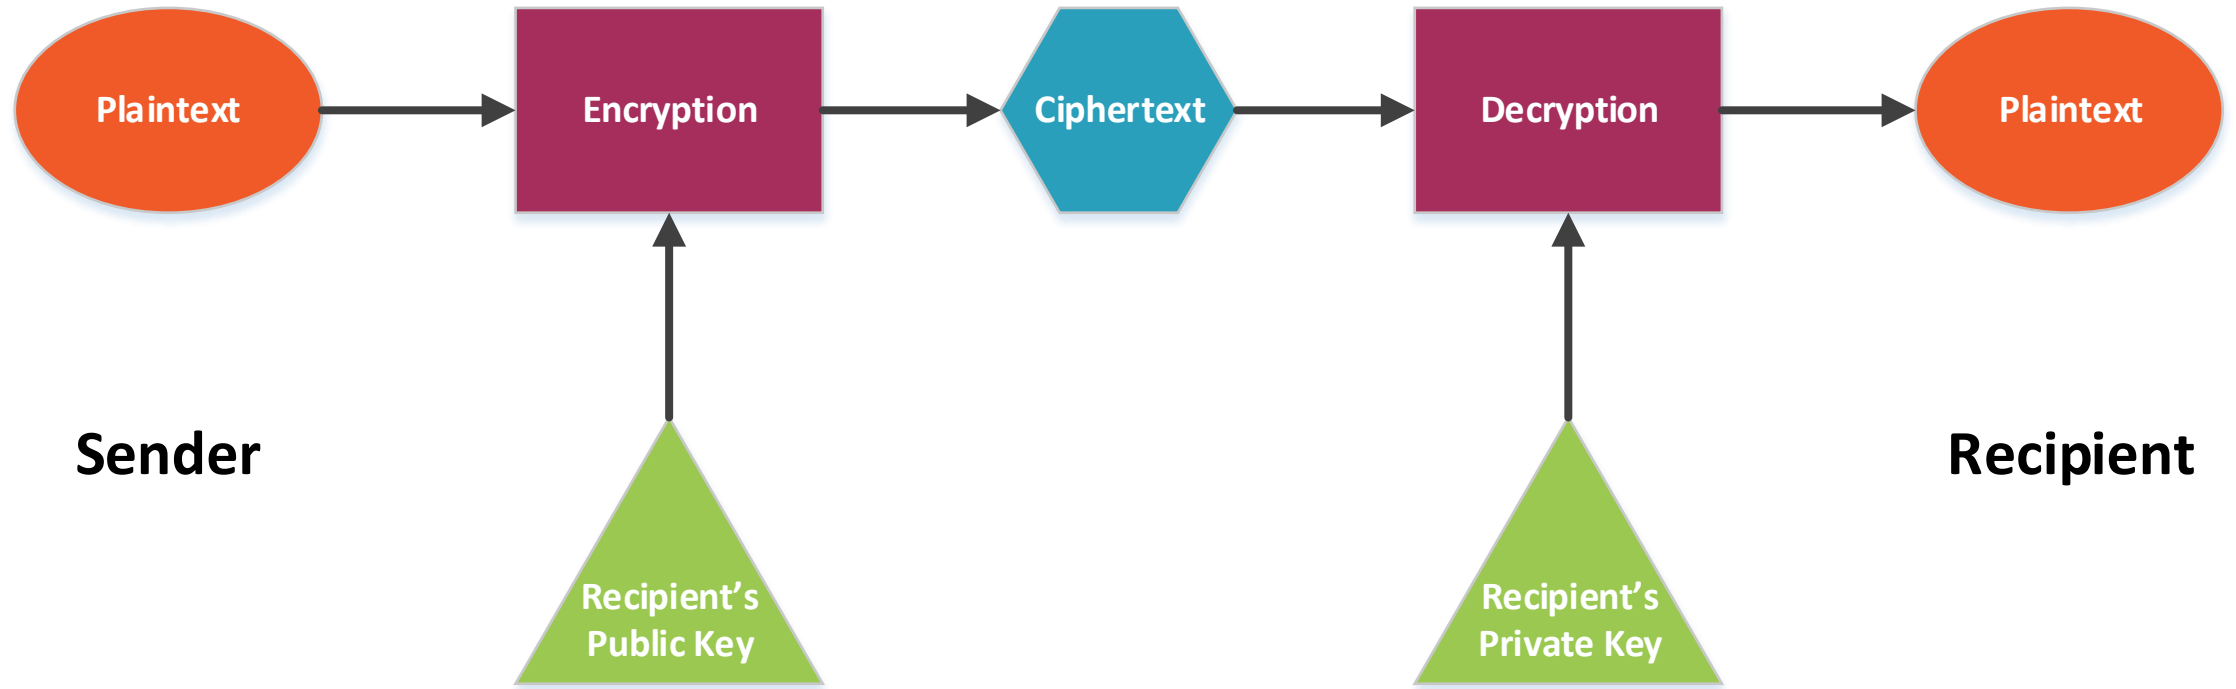 Plaintext
Encryption
Ciphertext
Decryption
Plaintext
Sender
Recipient
Recipient’s
Public Key
Recipient’s
Private Key